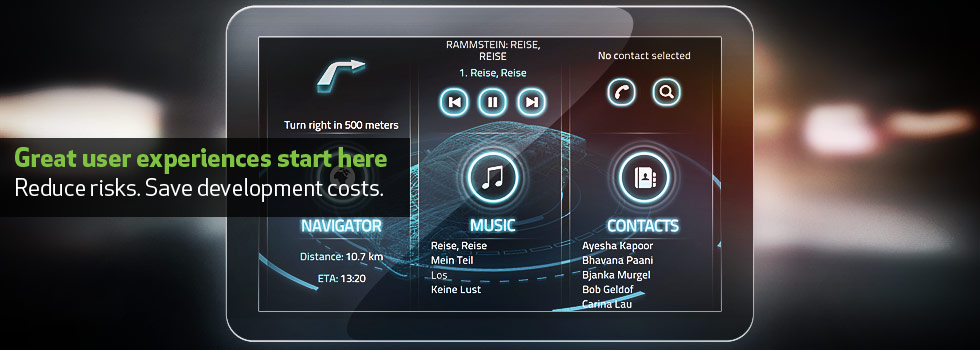 Great user experiences start here
Reduce risks. Save development costs.
Turn right in 500 meters
NAVIGATOR
Distance: 10.7 km
ETA: 13:20
RAMMSTEIN: REISE,
REISE
1. Reise, Reise
MUSIC
Reise, Reise
Mein Teil
Los
Keine Lust
No contact selected
CONTACTS
Ayesha Kapoor
Bhavana Paani
Bjanka Murgel
Bob Geldof
Carina Lau